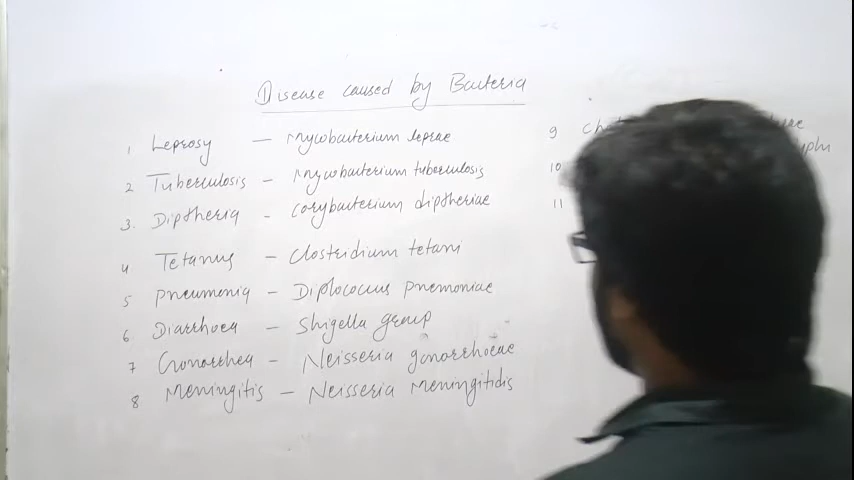 Disease caused by Bacteria
1 Leprosy — Mycobacterium leprae
2 Tuberculosis – Mycobacterium tuberculosis
3. Diptheria - Corybacterium diptheriae
4 Tetanus – Clostridium tetani
5 Pneumonia – Diplococcus pnemoniae
6 Diarrhoea – Shigella group
7 Gonorrhea – Neisseria gonorrhoeae
8 Meningitis – Neisseria Meningitidis
9
10
11